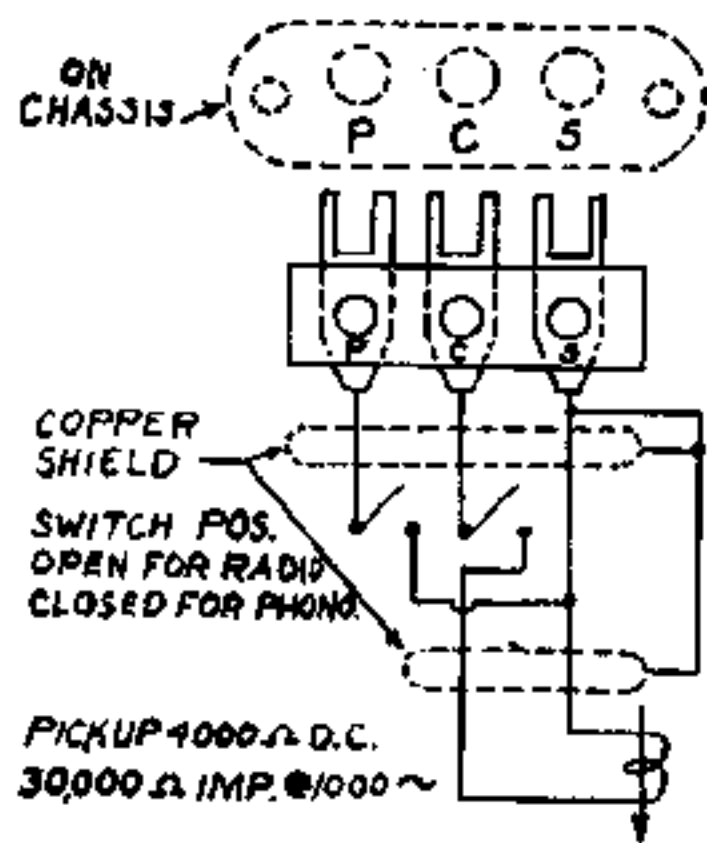 ON
CHASSIS
P C S
P C S
COPPER
SHIELD
SWITCH POS.
OPEN FOR RADIO
CLOSED FOR PHONO.
PICKUP 4000 Ω D.C.
30,000 Ω IMP. @ 1000 ~